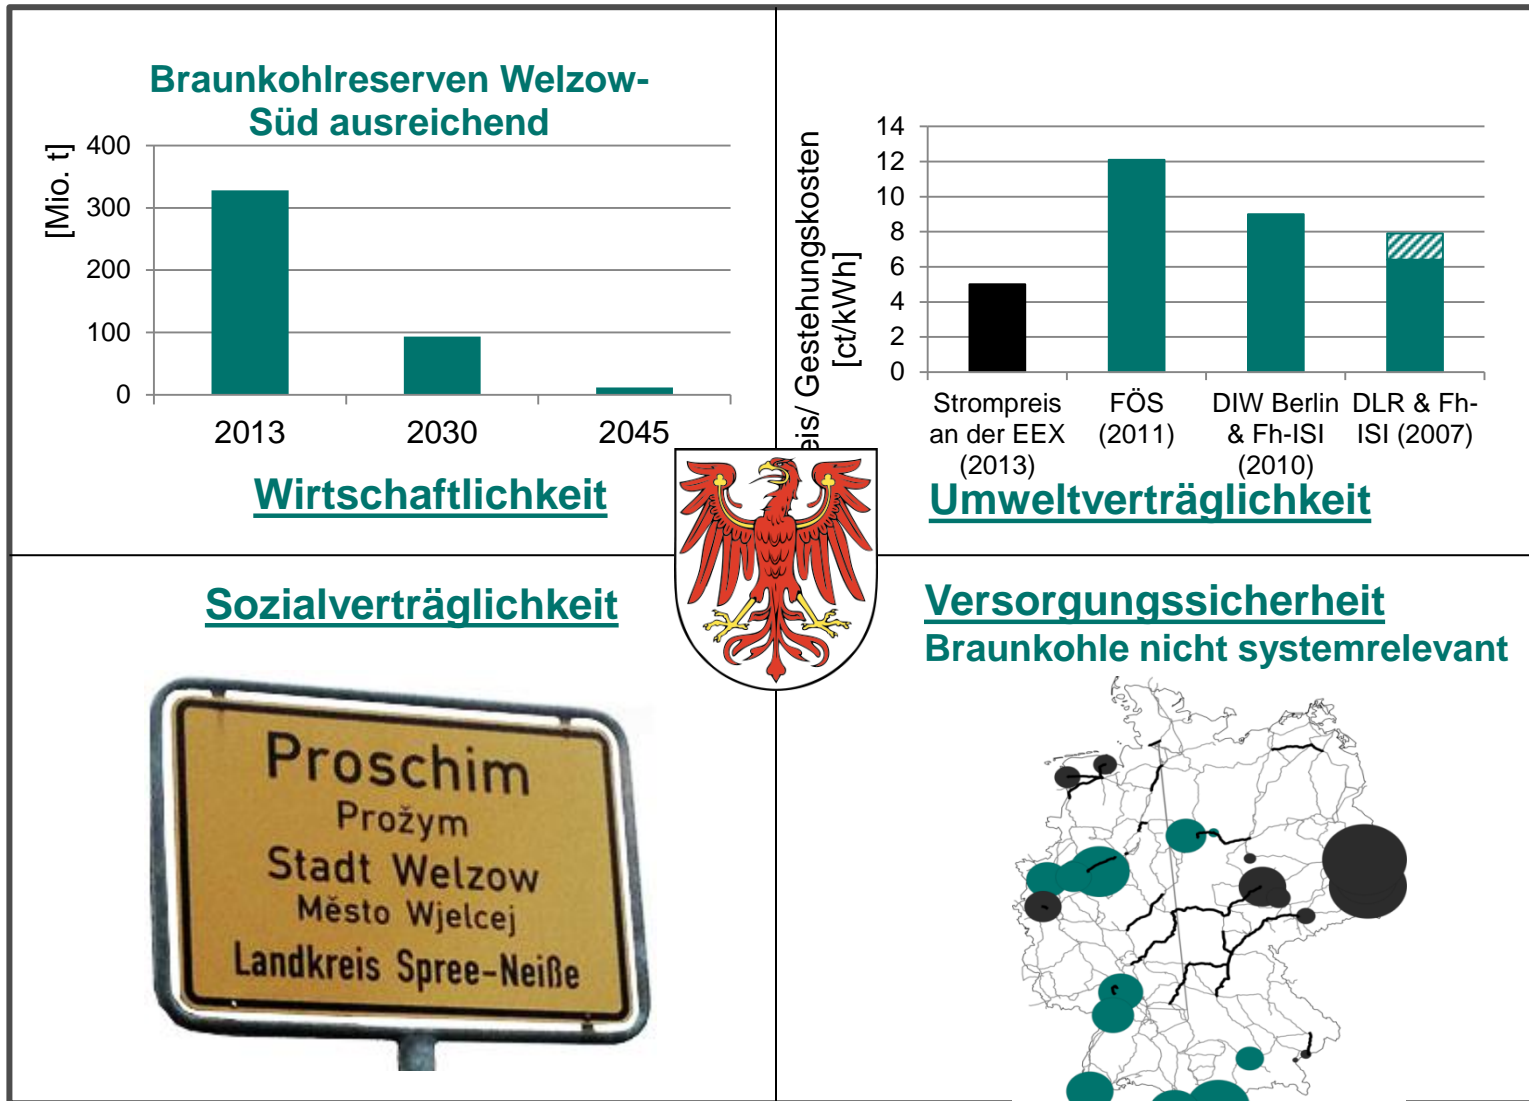 Braunkohlreserven Welzow-
Süd ausreichend
[Mio. t]
400
300
200
100
0
2013
2030
2045
Wirtschaftlichkeit
eis/ Gestehungskosten
[ct/kWh]
14
12
10
8
6
4
2
0
Strompreis
an der EEX
(2013)
FÖS
(2011)
DIW Berlin
& Fh-ISI
(2010)
DLR & Fh-
ISI (2007)
Umweltverträglichkeit
Sozialverträglichkeit
Proschim
Prožym
Stadt Welzow
Město Wjelcej
Landkreis Spree-Neiße
Versorgungssicherheit
Braunkohle nicht systemrelevant